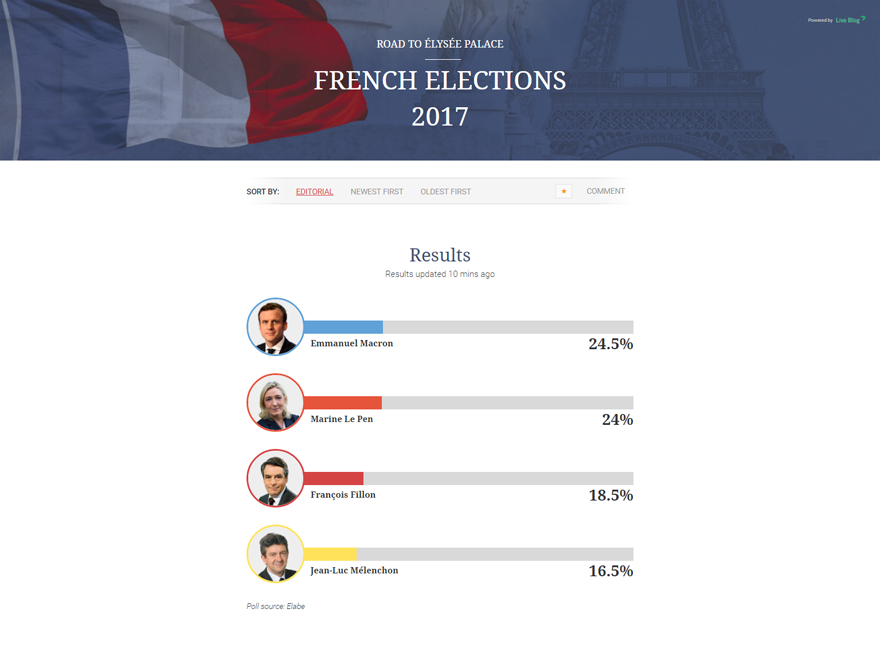 Powered by Live Blog
ROAD TO ÉLYSÉE PALACE
FRENCH ELECTIONS
2017
SORT BY: EDITORIAL NEWEST FIRST OLDEST FIRST COMMENT
Results
Results updated 10 mins ago
Emmanuel Macron 24.5%
Marine Le Pen 24%
François Fillon 18.5%
Jean-Luc Mélenchon 16.5%
Poll source: Elabe